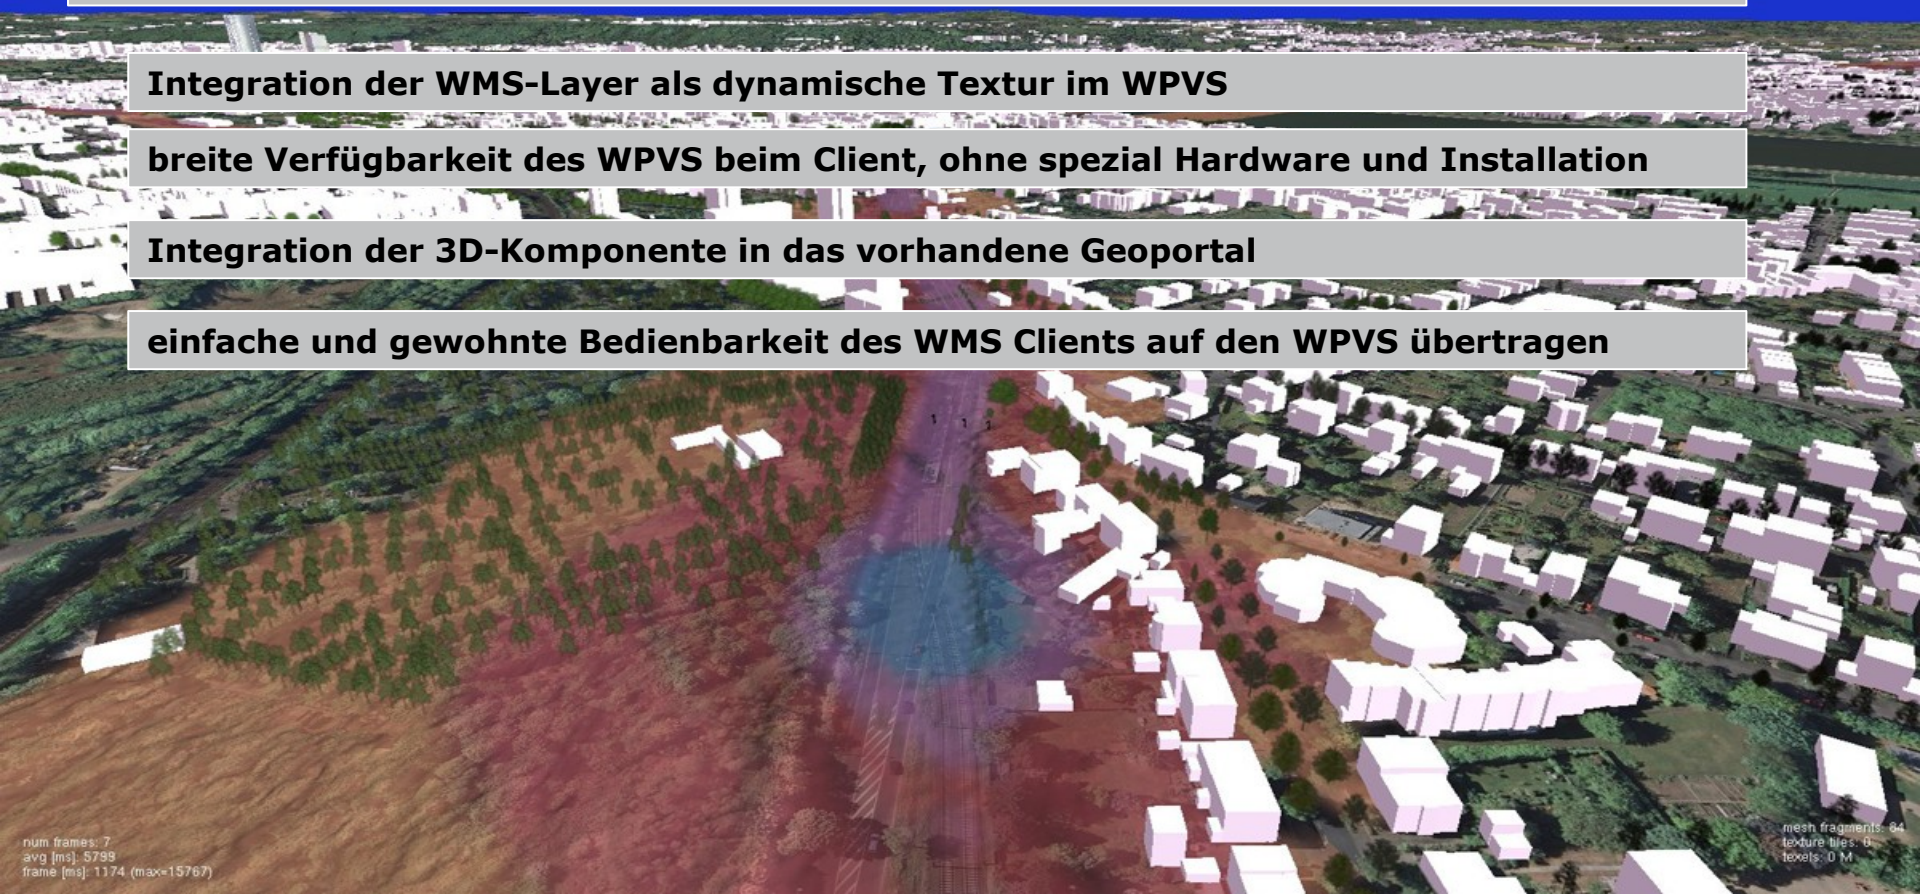 Integration der WMS-Layer als dynamische Textur im WPVS
breite Verfügbarkeit des WPVS beim Client, ohne spezial Hardware und Installation
Integration der 3D-Komponente in das vorhandene Geoportal
einfache und gewohnte Bedienbarkeit des WMS Clients auf den WPVS übertragen
num frames: 7
avg [ms]: 5799
frame [ms]: 1174 (max=15767)
mesh fragments: 64
texture tiles: 0
texels: 0 M